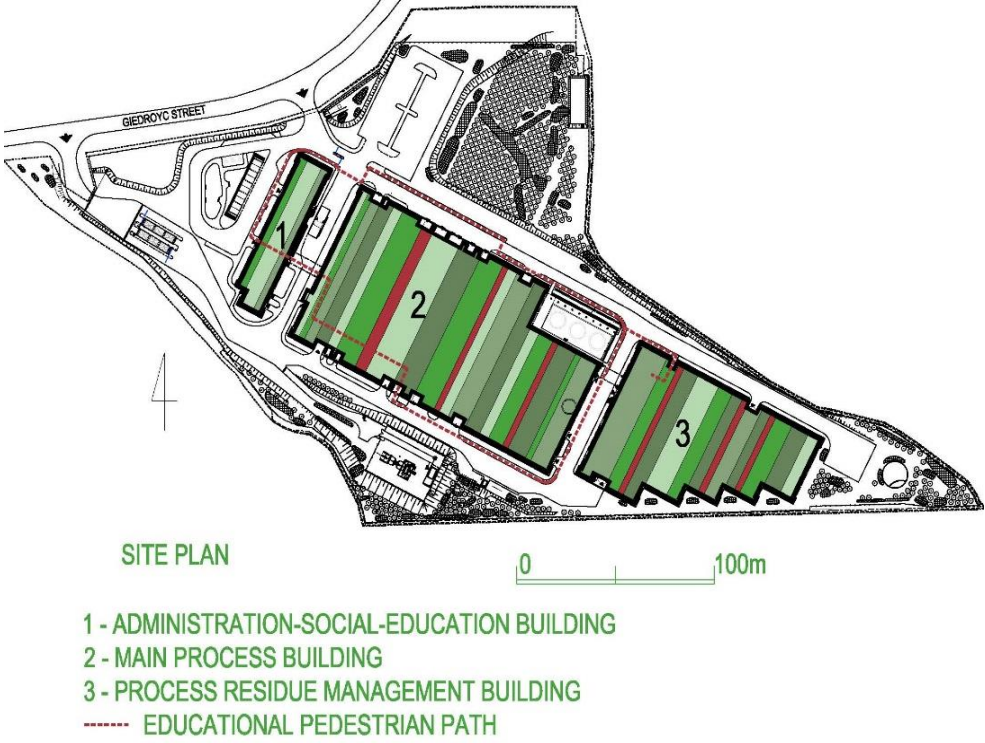 GIEDROYC STREET
1
2
3
SITE PLAN
0 100m
1 - ADMINISTRATION-SOCIAL-EDUCATION BUILDING
2 - MAIN PROCESS BUILDING
3 - PROCESS RESIDUE MANAGEMENT BUILDING
------- EDUCATIONAL PEDESTRIAN PATH